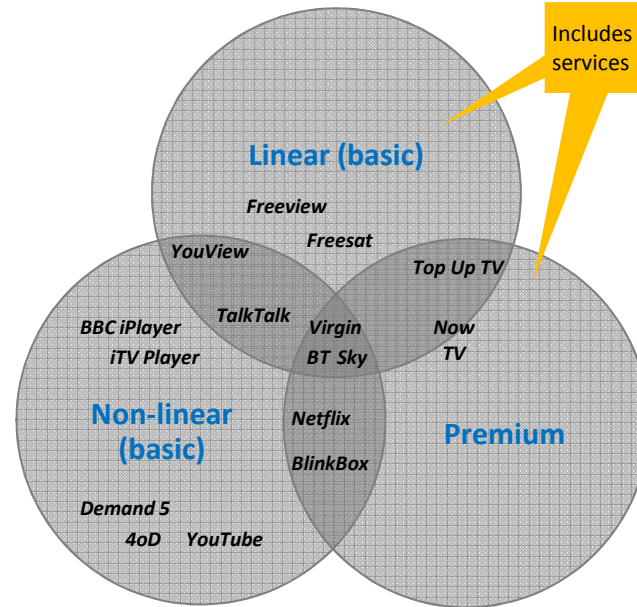 Includes
services
Linear (basic)
Freeview
Freesat
YouView
Top Up TV
TalkTalk
Virgin
BT Sky
Now
TV
BBC iPlayer
iTV Player
Non-linear
(basic)
Netflix
BlinkBox
Premium
Demand 5
4oD YouTube